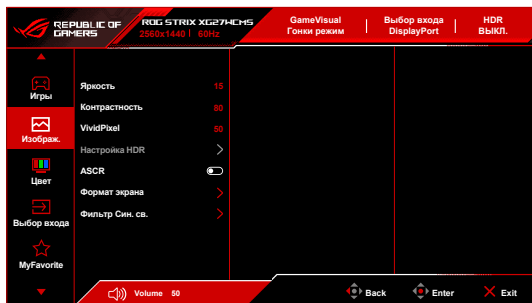 REPUBLIC OF
GAMERS
ROG STRIX XG27WCMS
2560x1440 | 60Hz
GameVisual
Гонки режим
Выбор входа
DisplayPort
HDR
ВЫКЛ.
Игры
Изображ.
Цвет
Выбор входа
MyFavorite
Яркость 15
Контрастность 80
VividPixel 50
Настройка HDR
ASCR
Формат экрана
Фильтр Син. св.
Volume 50
Back
Enter
Exit